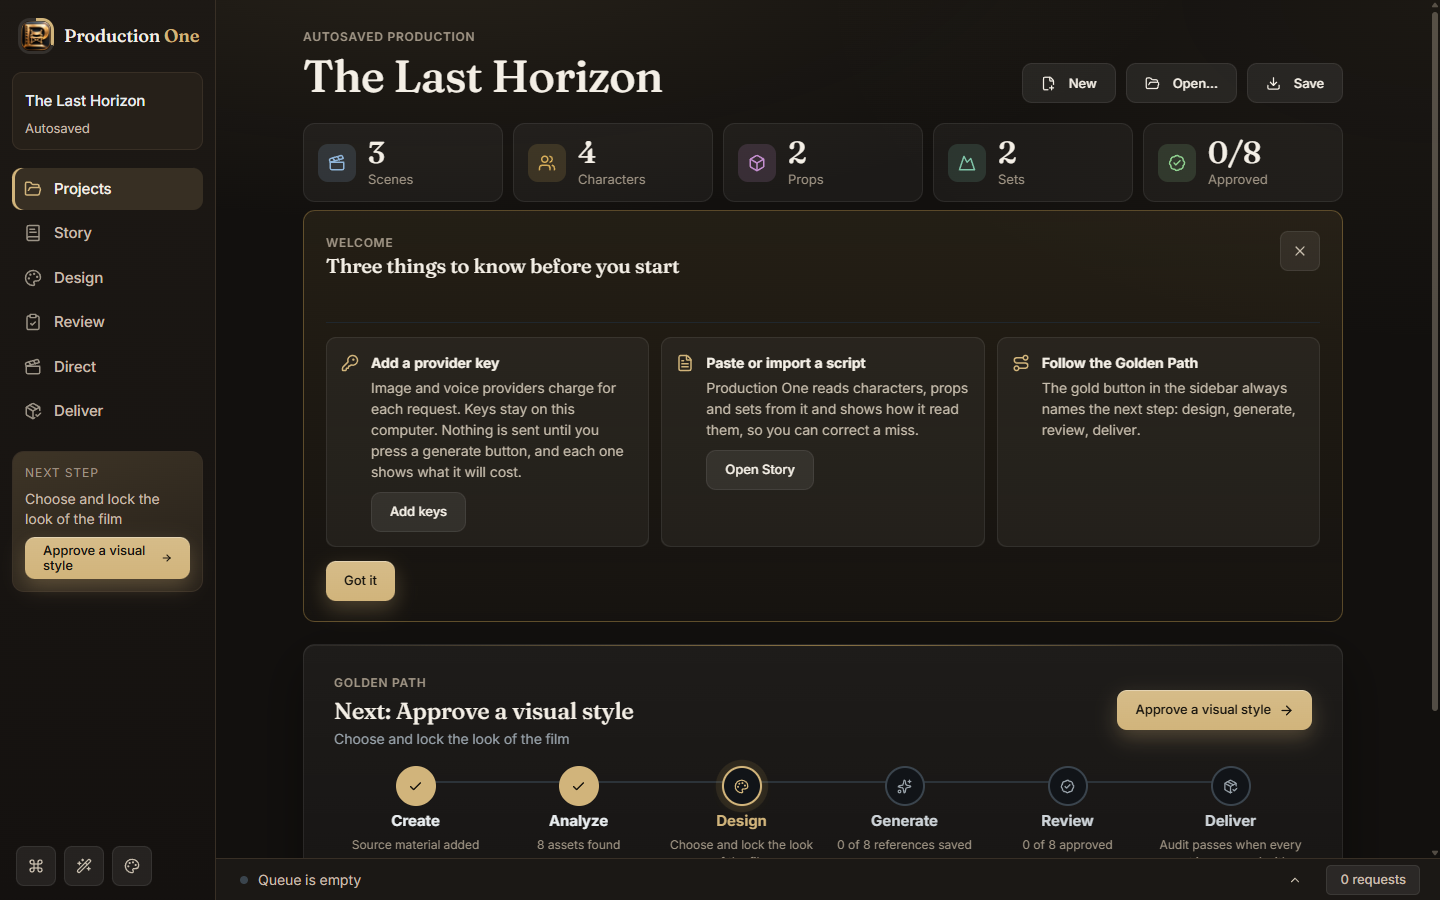 Production One
The Last Horizon
Autosaved
Projects
Story
Design
Review
Direct
Deliver
NEXT STEP
Choose and lock the
look of the film
Approve a visual
style
AUTOSAVED PRODUCTION
The Last Horizon
New
Open...
Save
3
Scenes
4
Characters
2
Props
2
Sets
0/8
Approved
WELCOME
Three things to know before you start
Add a provider key
Image and voice providers charge for
each request. Keys stay on this
computer. Nothing is sent until you
press a generate button, and each one
shows what it will cost.
Add keys
Paste or import a script
Production One reads characters, props
and sets from it and shows how it read
them, so you can correct a miss.
Open Story
Follow the Golden Path
The gold button in the sidebar always
names the next step: design, generate,
review, deliver.
Got it
GOLDEN PATH
Next: Approve a visual style
Choose and lock the look of the film
Approve a visual style
Create
Source material added
Analyze
8 assets found
Design
Choose and lock the look
Generate
0 of 8 references saved
Review
0 of 8 approved
Deliver
Audit passes when every
Queue is empty
0 requests